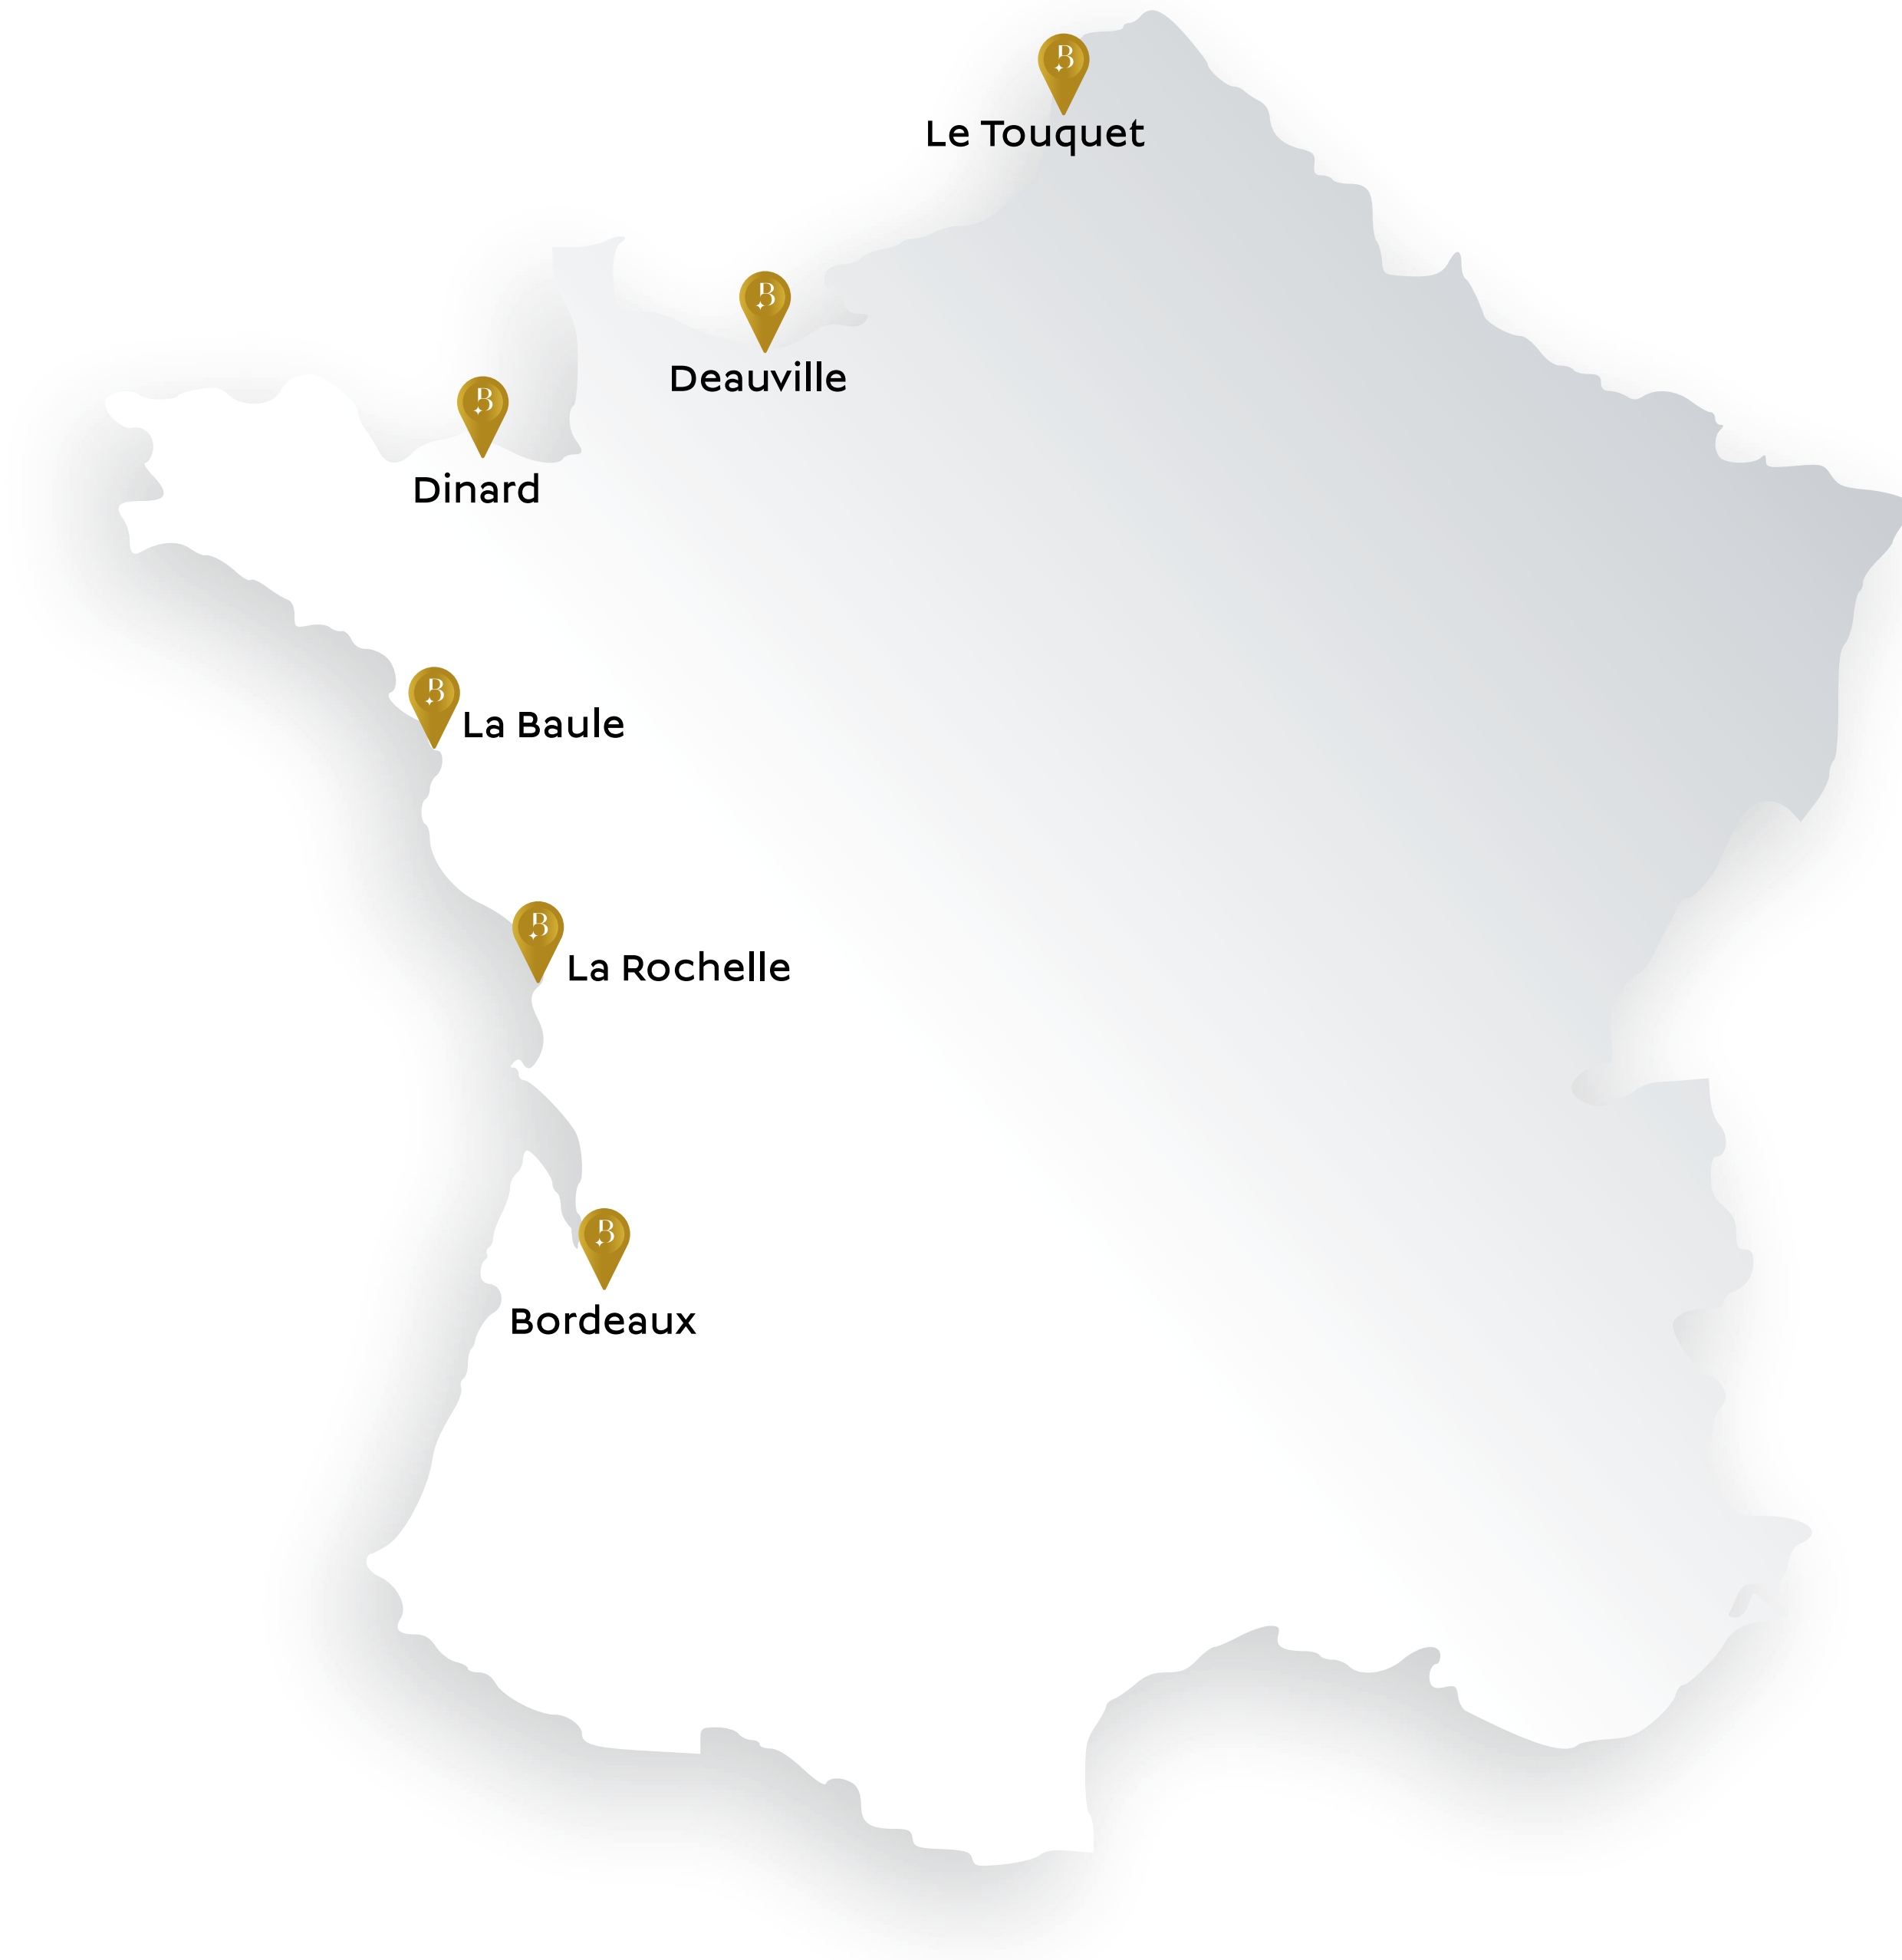 B
Le Touquet
B
Deauville
B
Dinard
B
La Baule
B
La Rochelle
B
Bordeaux